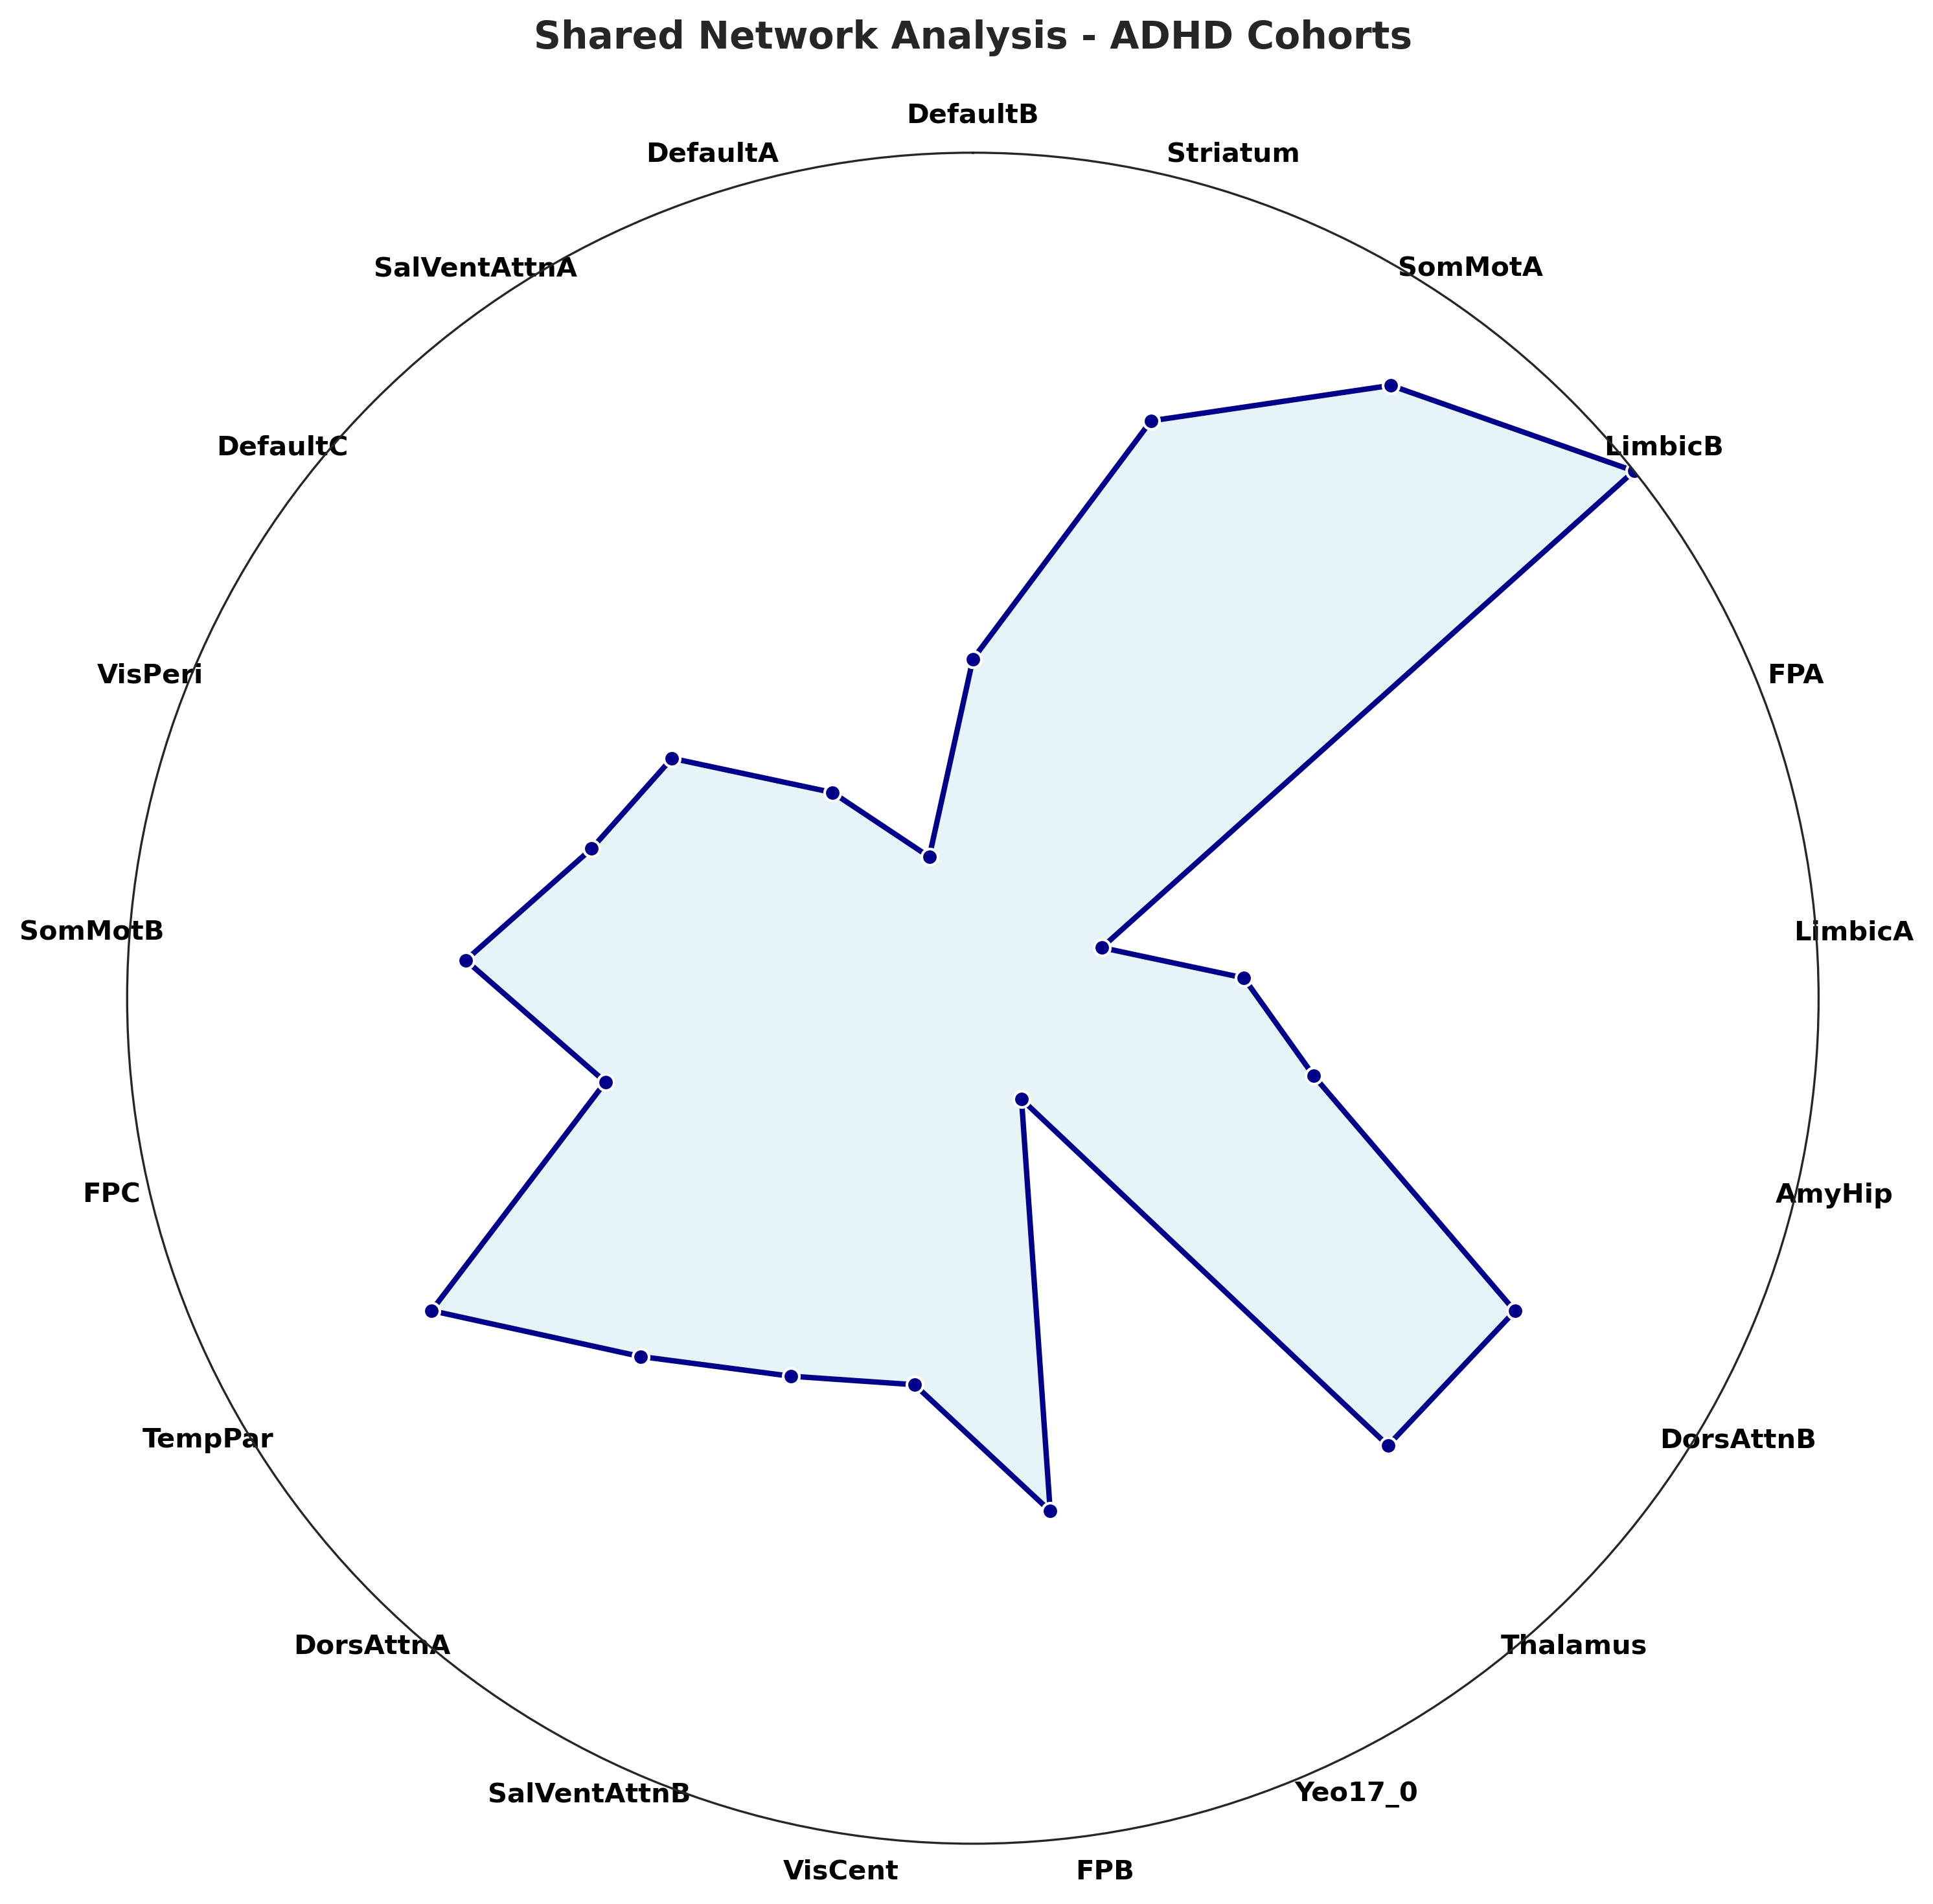 Shared Network Analysis - ADHD Cohorts
DefaultB
DefaultA
Striatum
SalVentAttnA
SomMotA
DefaultC
LimbicB
VisPeri
FPA
SomMotB
LimbicA
FPC
AmyHip
TempPar
DorsAttnB
DorsAttnA
Thalamus
SalVentAttnB
Yeo17_0
VisCent
FPB